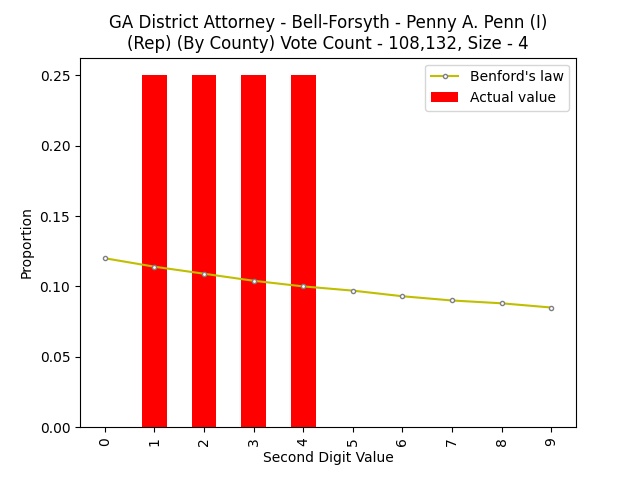 GA District Attorney - Bell-Forsyth - Penny A. Penn (I)
(Rep) (By County) Vote Count - 108,132, Size - 4
Benford's law
Actual value
0.25
0.20
0.15
0.10
0.05
0.00
Proportion
0 1 2 3 4 5 6 7 8 9
Second Digit Value